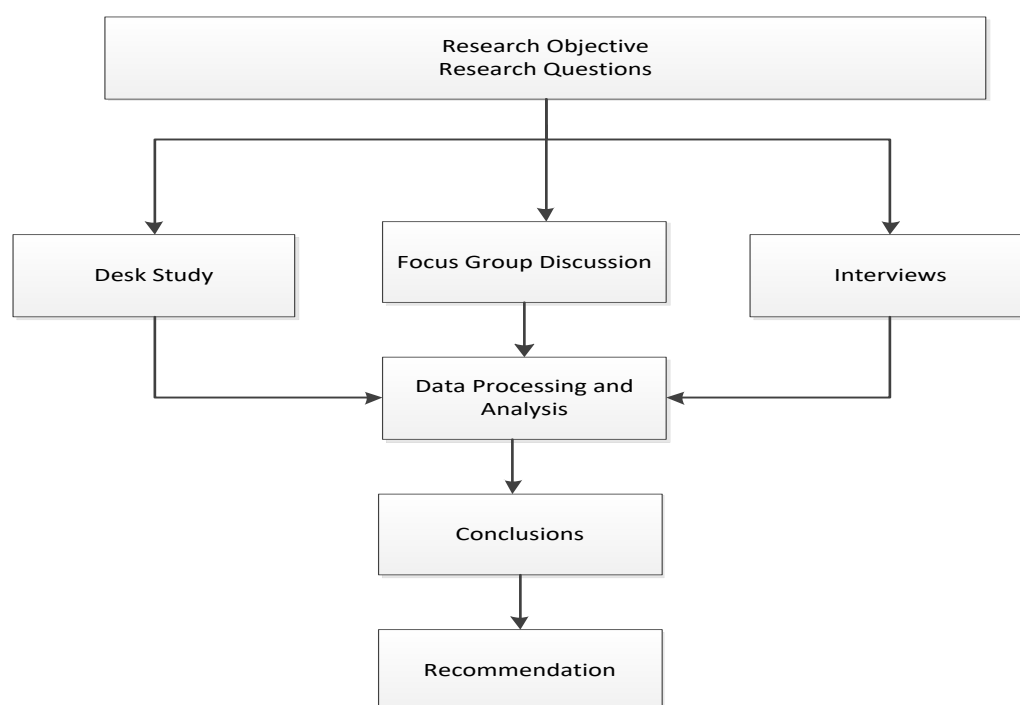 Research Objective
Research Questions
Desk Study
Focus Group Discussion
Interviews
Data Processing and
Analysis
Conclusions
Recommendation